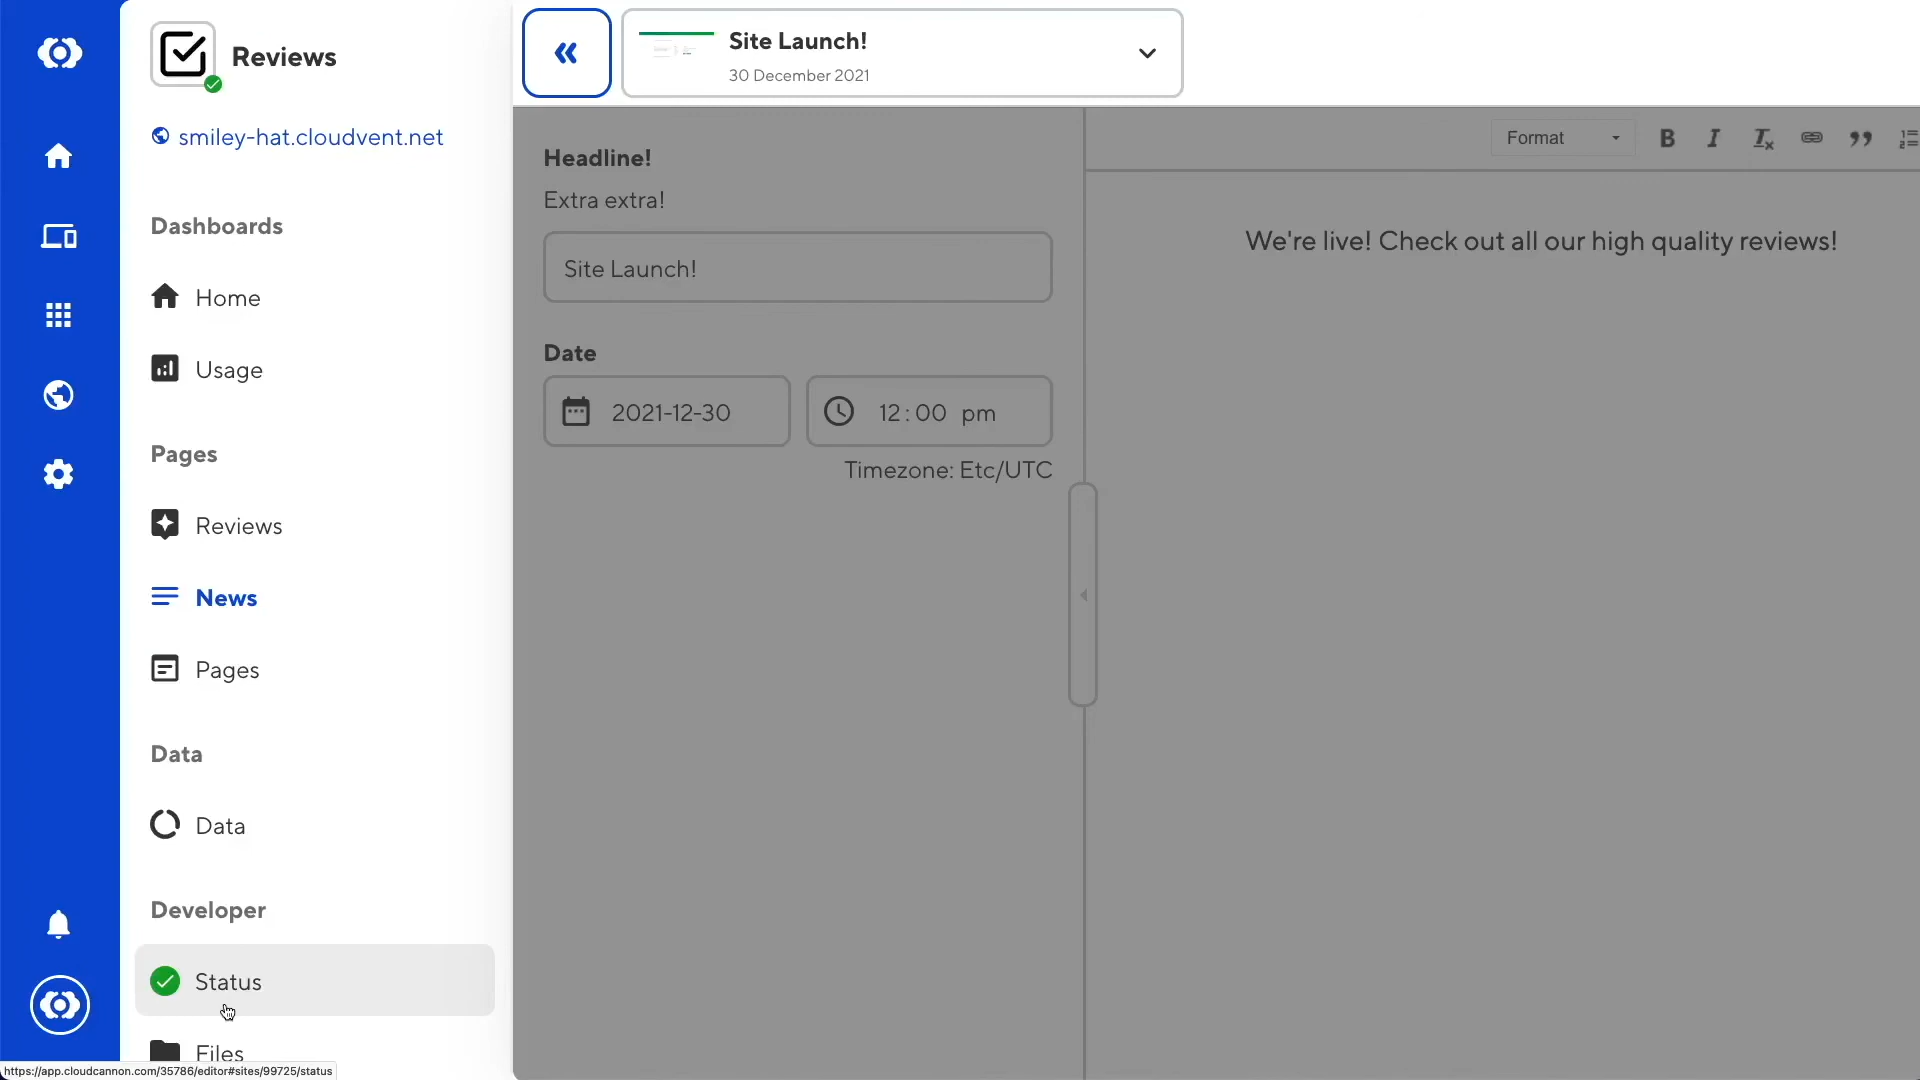 Reviews
smiley-hat.cloudvent.net
Dashboards
Home
Usage
Pages
Reviews
News
Pages
Data
Data
Developer
Status
Files
https://app.cloudcannon.com/35786/editor#sites/99725/status
Site Launch!
30 December 2021
Headline!
Extra extra!
Site Launch!
Date
2021-12-30
12:00 pm
Timezone: Etc/UTC
Format
We're live! Check out all our high quality reviews!